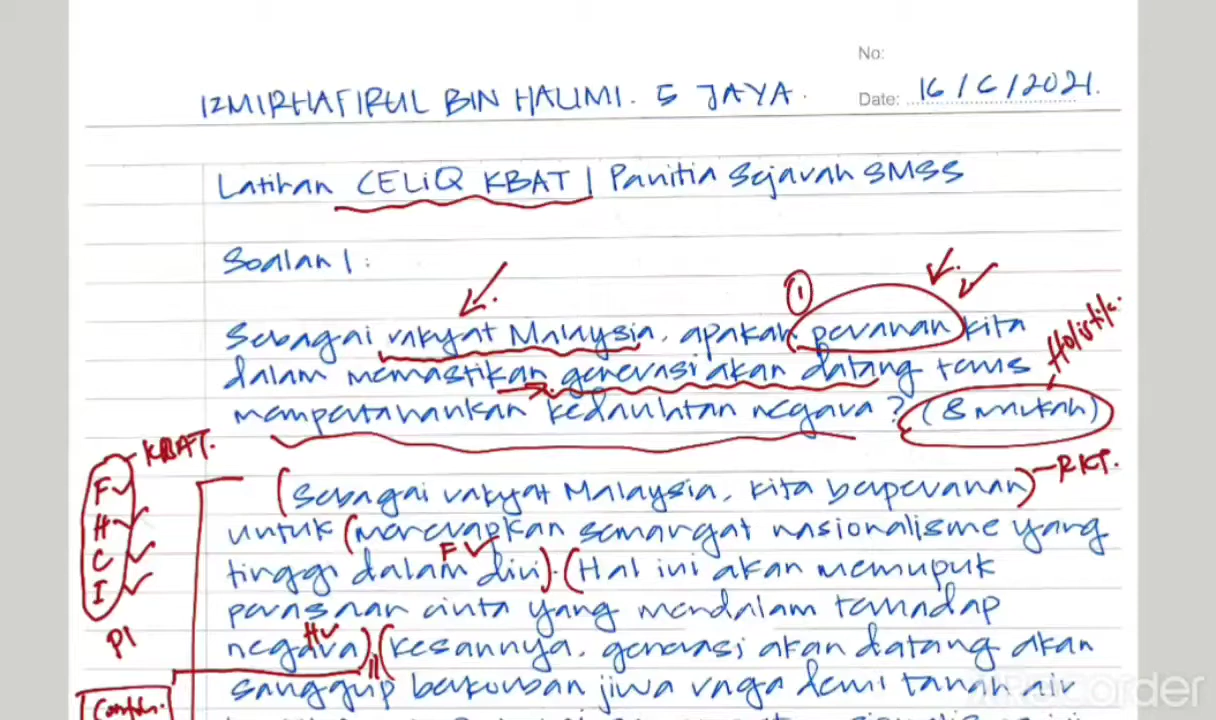 No:
IZMIRHAFIRUL BIN HALIMI. 5 JAYA.
Date: 16/6/2021.
Latihan CELIQ KBAT | Panitia Sejarah SMSS
Soalan 1:
①
Sebagai rakyat Malaysia, apakah peranan kita
Holistik.
dalam memastikan generasi akan datang terus
mempertahankan kedaulatan negara? (8 markah)
KBAT.
F
H
C
I
P1
(Sebagai rakyat Malaysia, kita berperanan) RKT.
untuk (menerapkan semangat nasionalisme yang
tinggi dalam diri). F (Hal ini akan memupuk
perasaan cinta yang mendalam terhadap
negara) H (kesannya, generasi akan datang akan
sanggup berkorban jiwa raga demi tanah air
Recorder